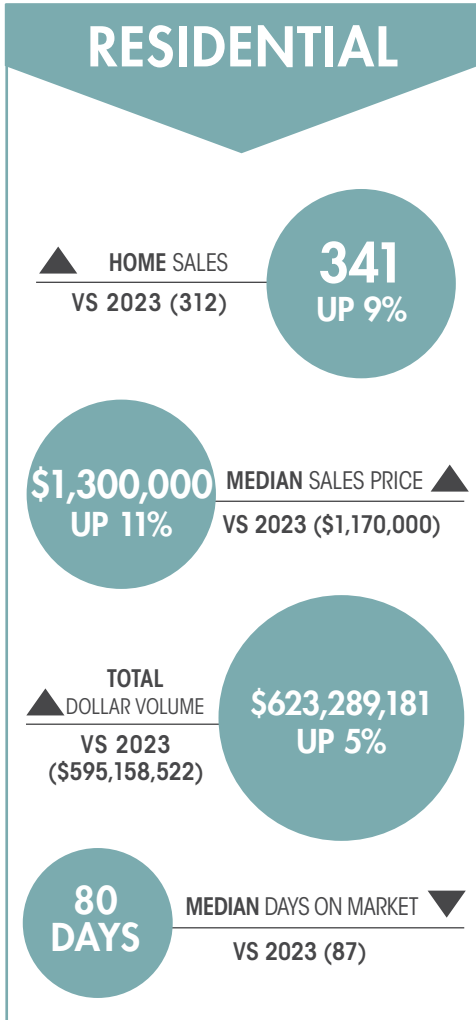 RESIDENTIAL
HOME SALES
VS 2023 (312)
341
UP 9%
$1,300,000
UP 11%
MEDIAN SALES PRICE
VS 2023 ($1,170,000)
TOTAL
DOLLAR VOLUME
VS 2023
($595,158,522)
$623,289,181
UP 5%
80
DAYS
MEDIAN DAYS ON MARKET
VS 2023 (87)